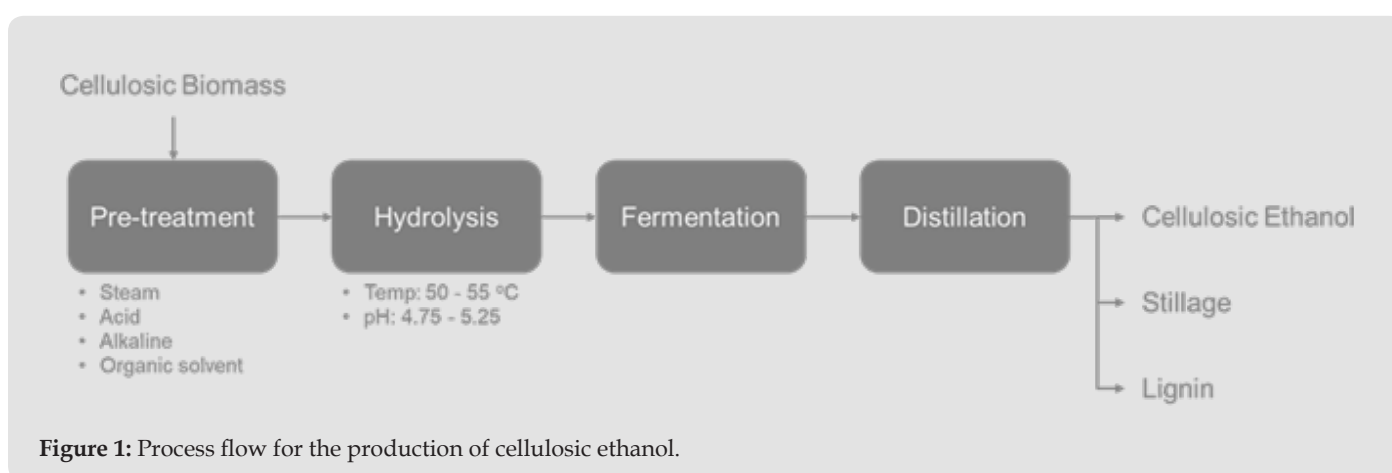 Cellulosic Biomass
Pre-treatment
Hydrolysis
Fermentation
Distillation
• Steam
• Acid
• Alkaline
• Organic solvent
• Temp: 50 - 55 ºC
• pH: 4.75 - 5.25
Cellulosic Ethanol
Stillage
Lignin
Figure 1: Process flow for the production of cellulosic ethanol.